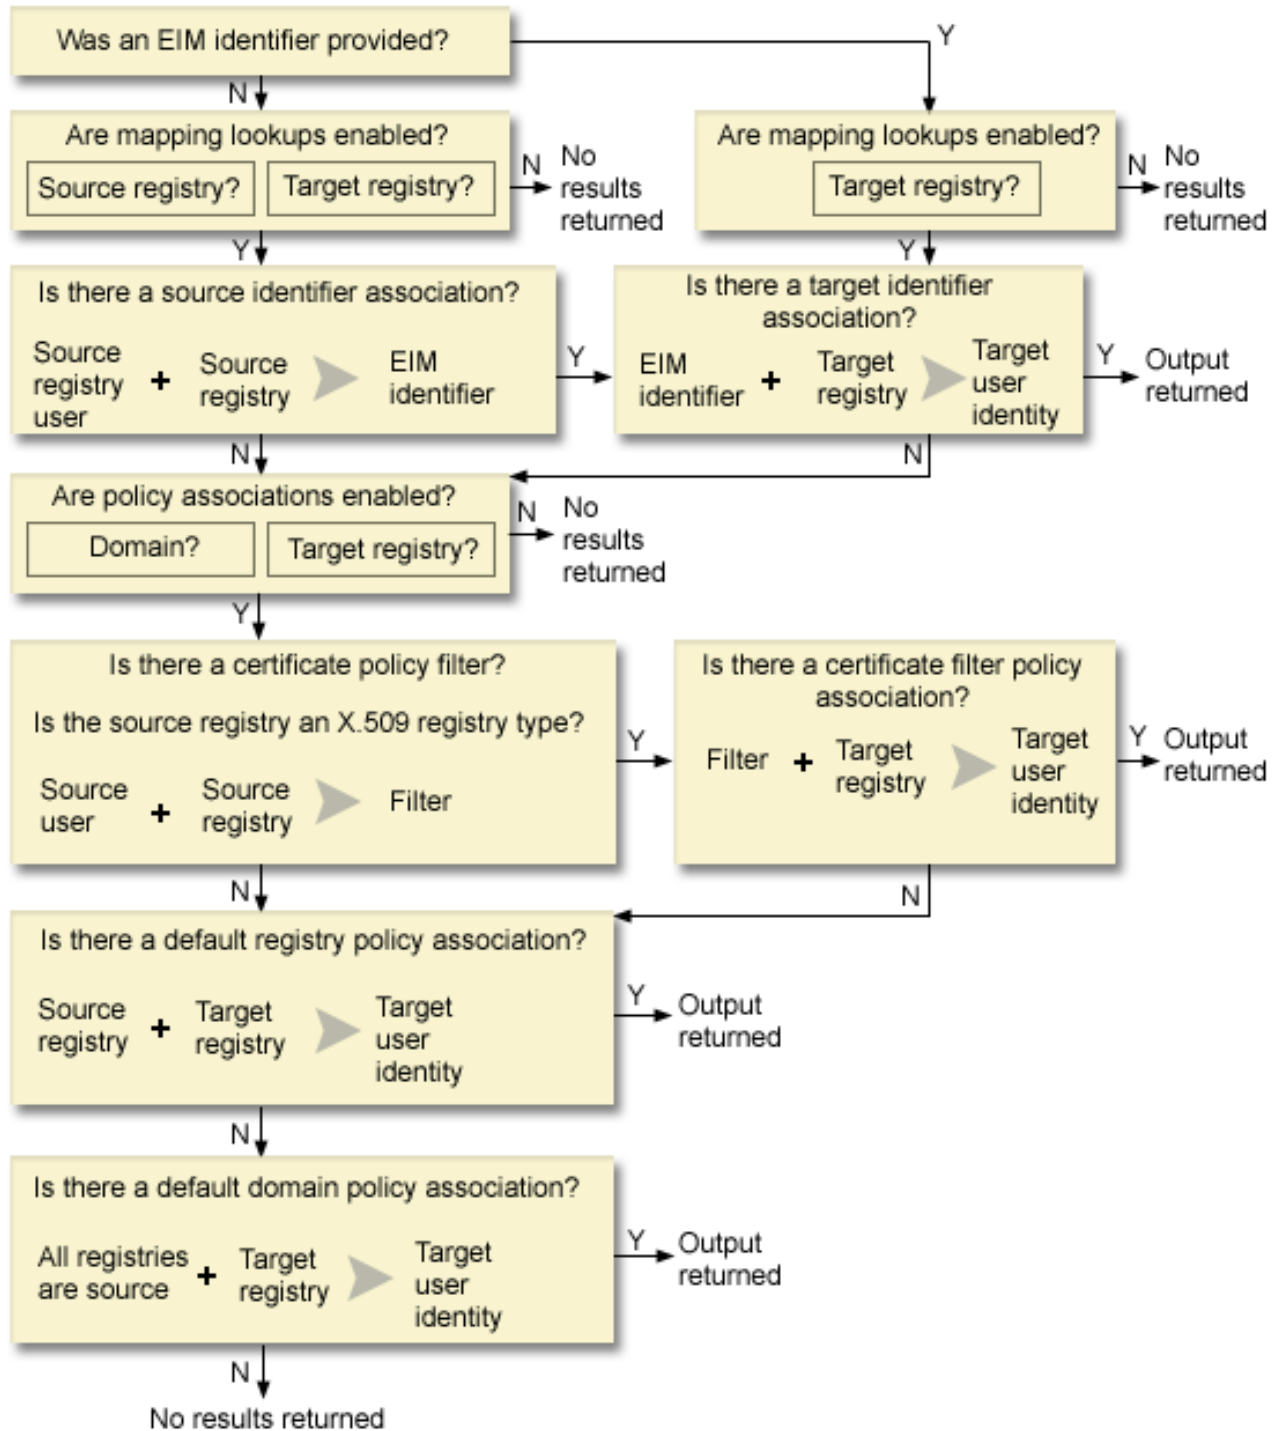 Was an EIM identifier provided?
Y
N
Are mapping lookups enabled?
Source registry?
Target registry?
N
No
results
returned
Are mapping lookups enabled?
Target registry?
N
No
results
returned
Y
Y
Is there a source identifier association?
Source
registry
user
+
Source
registry
EIM
identifier
Y
Is there a target identifier
association?
EIM
identifier
+
Target
registry
Target
user
identity
Y
Output
returned
N
N
Are policy associations enabled?
Domain?
Target registry?
N
No
results
returned
Y
Is there a certificate policy filter?
Is the source registry an X.509 registry type?
Source
user
+
Source
registry
Filter
Y
Is there a certificate filter policy
association?
Filter
+
Target
registry
Target
user
identity
Y
Output
returned
N
N
Is there a default registry policy association?
Source
registry
+
Target
registry
Target
user
identity
Y
Output
returned
N
Is there a default domain policy association?
All registries
are source
+
Target
registry
Target
user
identity
Y
Output
returned
N
No results returned